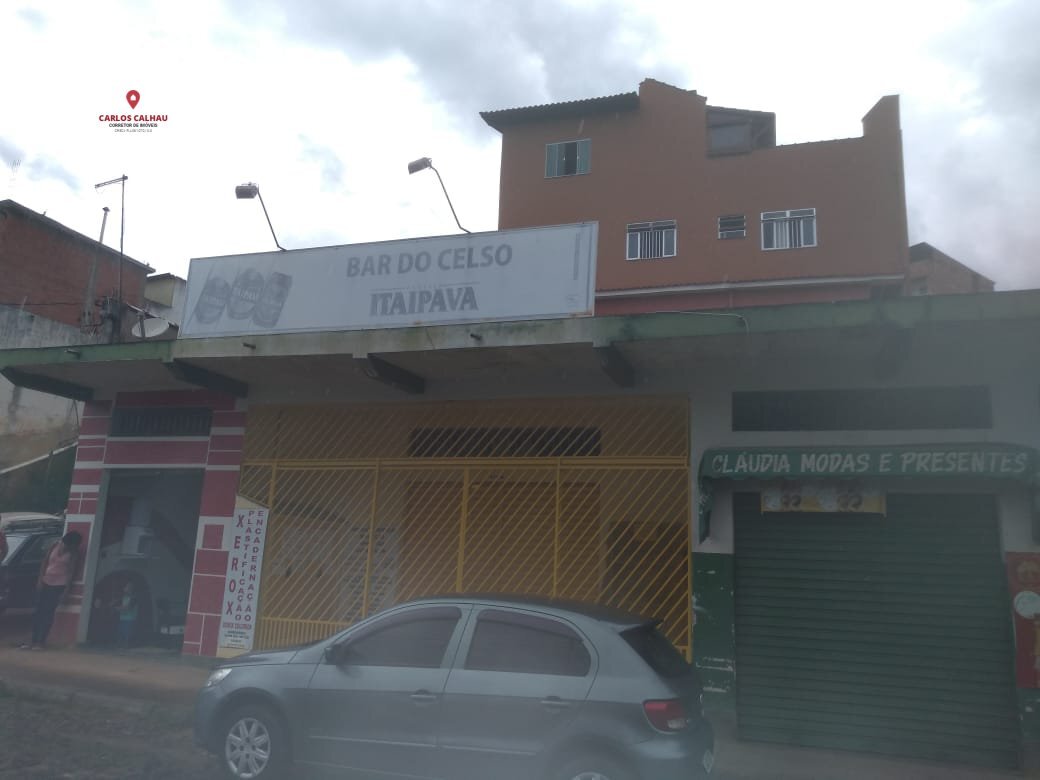 CARLOS CALHAU
CORRETOR DE IMÓVEIS
BAR DO CELSO
ITAIPAVA
CLÁUDIA MODAS E PRESENTES
XEROX
PLASTIFICAÇÃO
ENCADERNAÇÃO